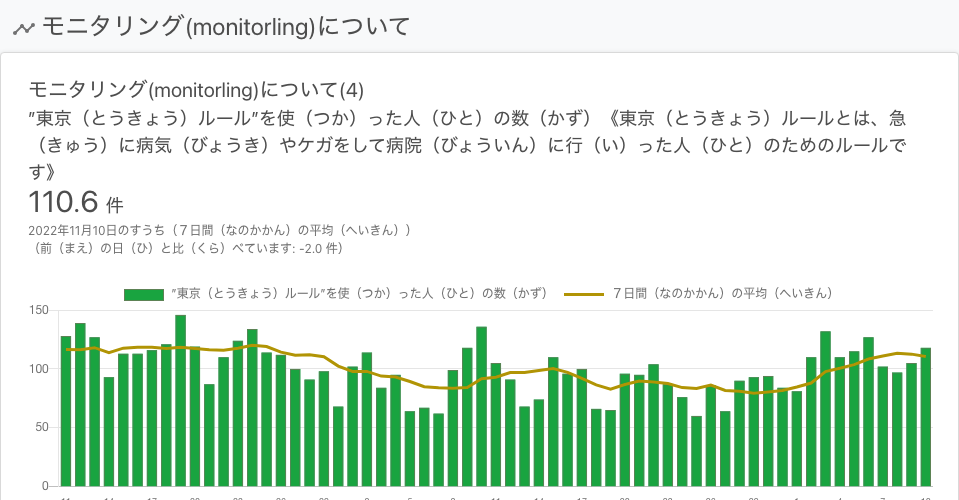 モニタリング(monitorling)について
モニタリング(monitorling)について(4)
”東京（とうきょう）ルール”を使（つか）った人（ひと）の数（かず）《東京（とうきょう）ルールとは、急
（きゅう）に病気（びょうき）やケガをして病院（びょういん）に行（い）った人（ひと）のためのルールで
す》
110.6 件
2022年11月10日のすうち（７日間（なのかかん）の平均（へいきん））
（前（まえ）の日（ひ）と比（くら）べています: -2.0 件）
”東京（とうきょう）ルール”を使（つか）った人（ひと）の数（かず） ７日間（なのかかん）の平均（へいきん）
150
100
50
0